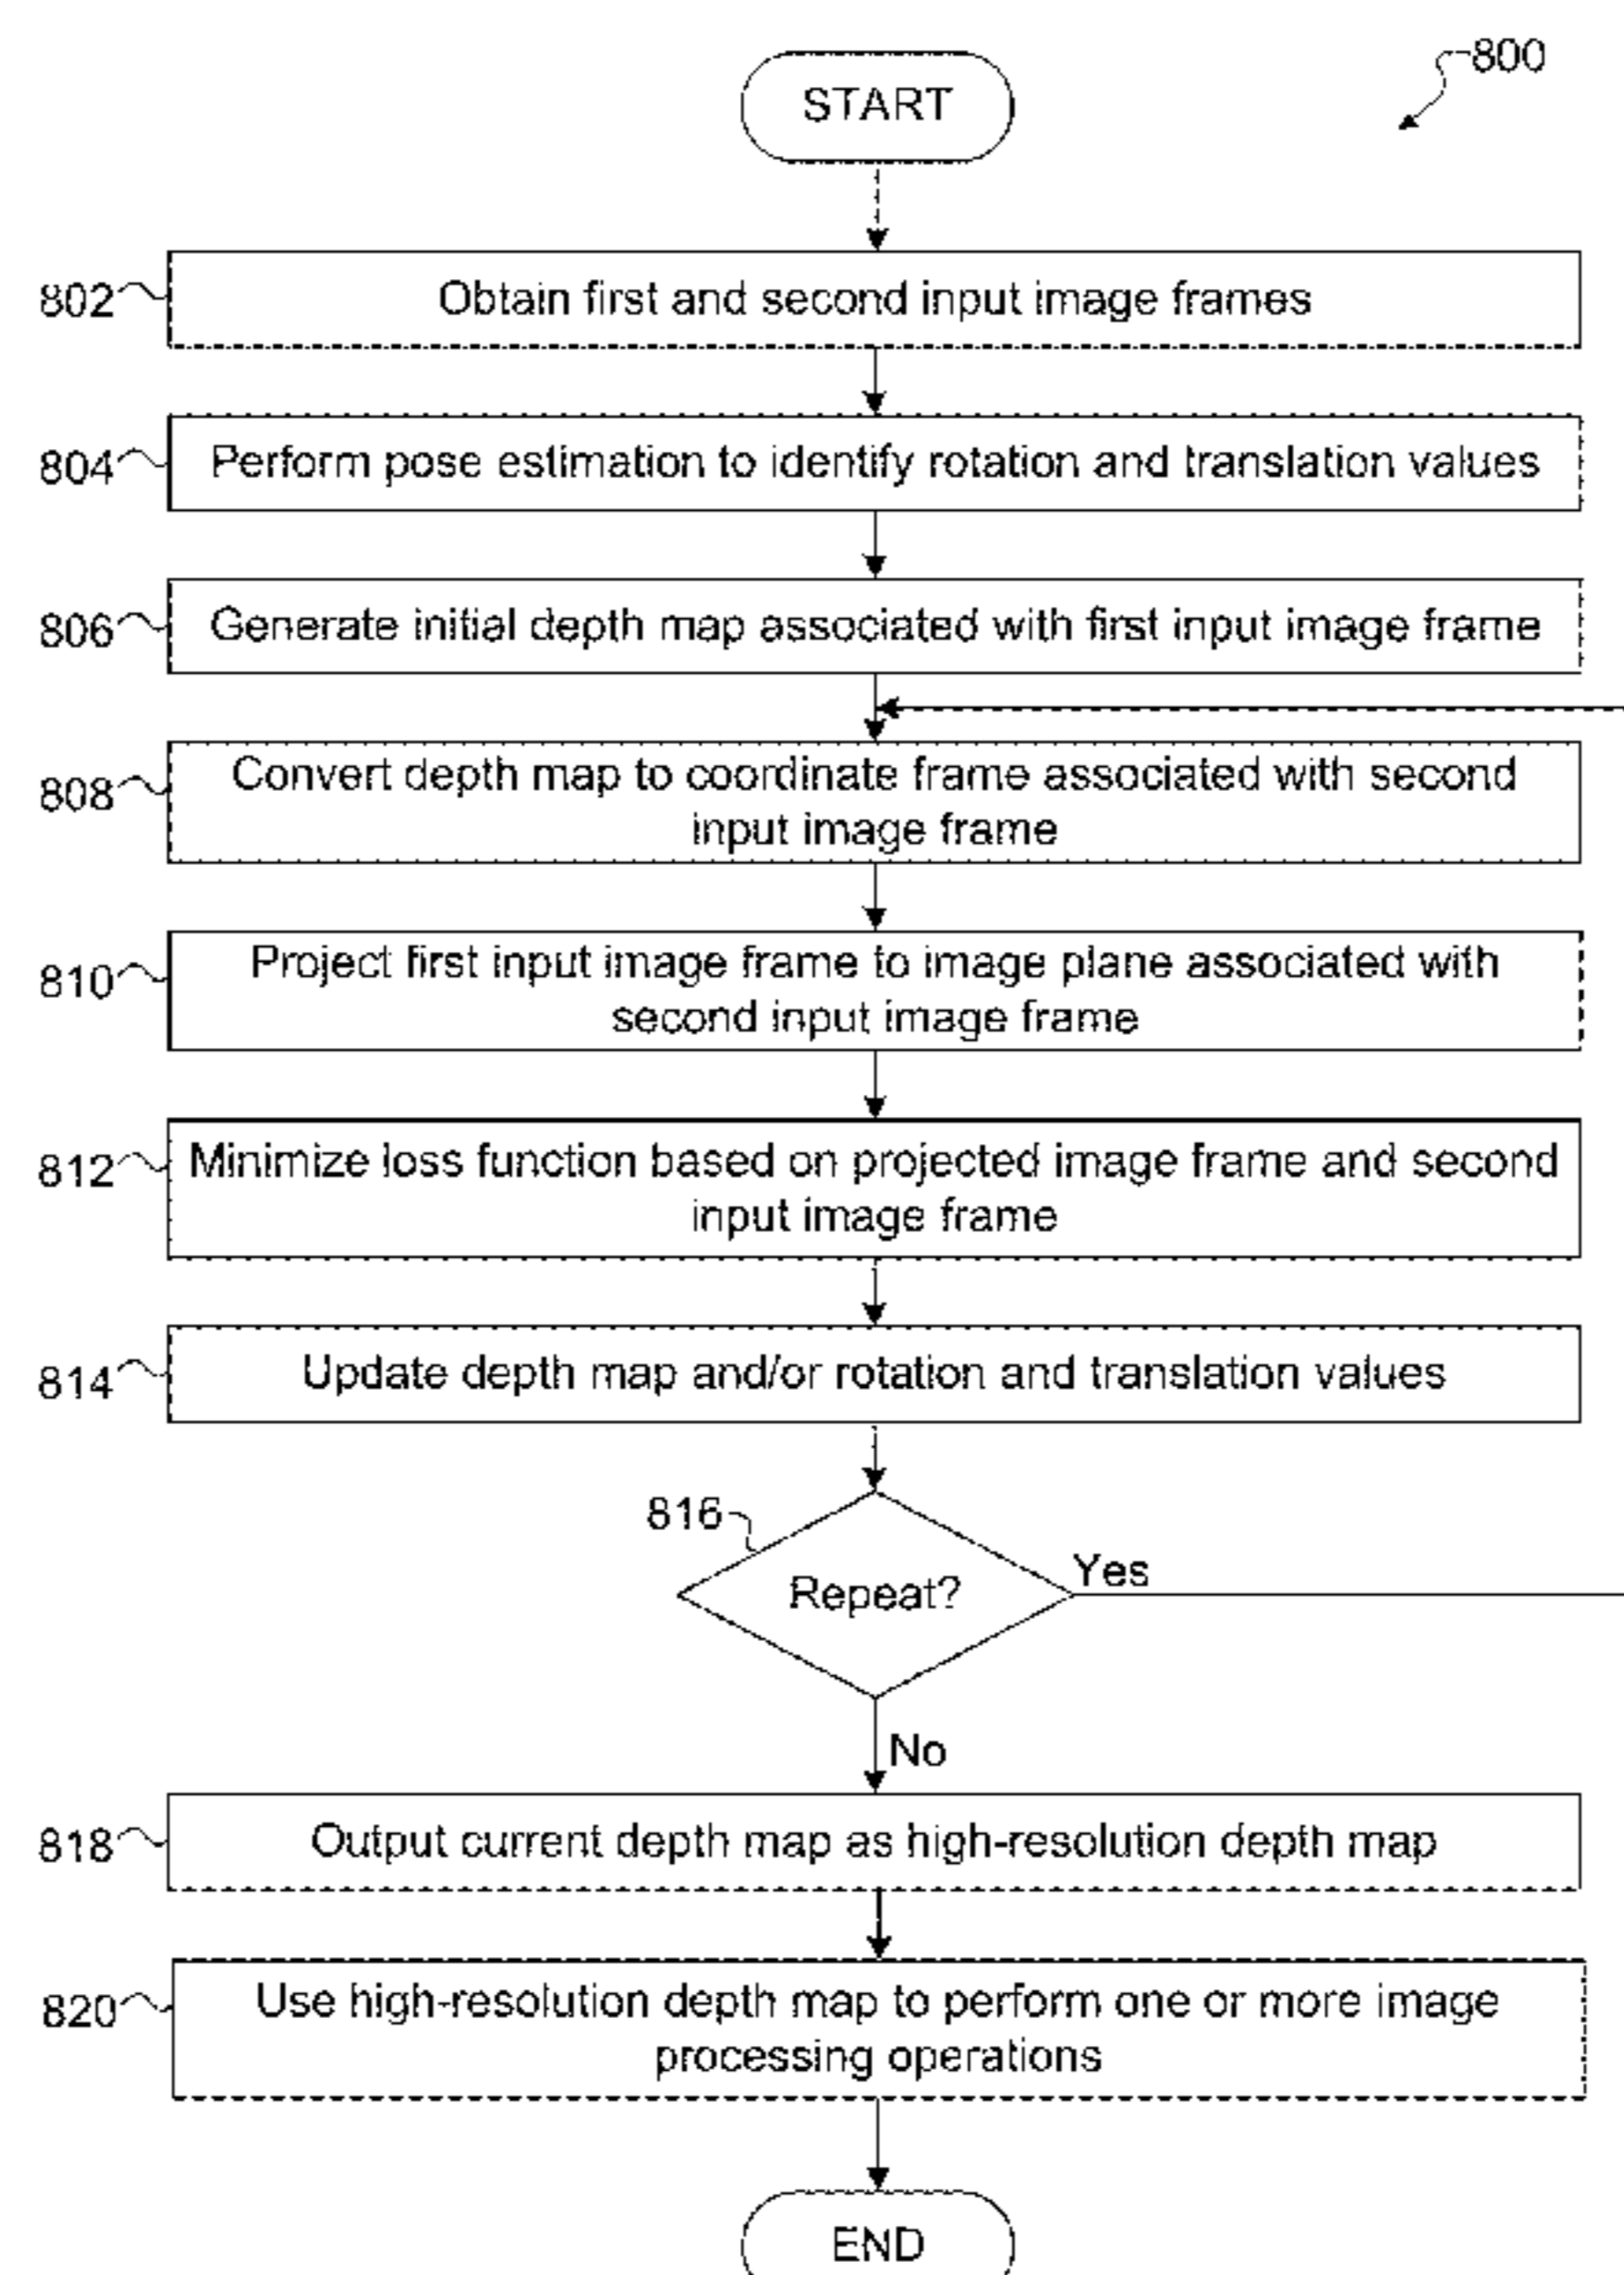 800
START
802
Obtain first and second input image frames
804
Perform pose estimation to identify rotation and translation values
806
Generate initial depth map associated with first input image frame
808
Convert depth map to coordinate frame associated with second
input image frame
810
Project first input image frame to image plane associated with
second input image frame
812
Minimize loss function based on projected image frame and second
input image frame
814
Update depth map and/or rotation and translation values
816
Repeat?
Yes
No
818
Output current depth map as high-resolution depth map
820
Use high-resolution depth map to perform one or more image
processing operations
END